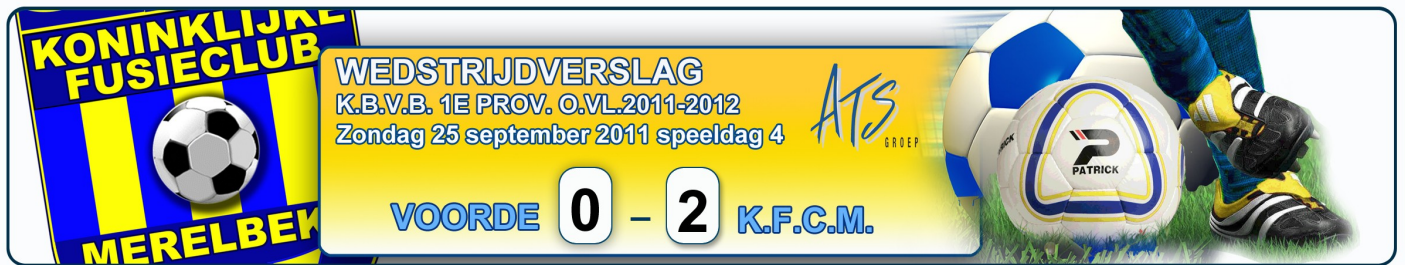 KONINKLIJKE
FUSIECLUB
MERELBEK
WEDSTRIJDVERSLAG
K.B.V.B. 1E PROV. O.VL.2011-2012
Zondag 25 september 2011 speeldag 4
ATS
GROEP
VOORDE 0 – 2 K.F.C.M.
RICK
PATRICK